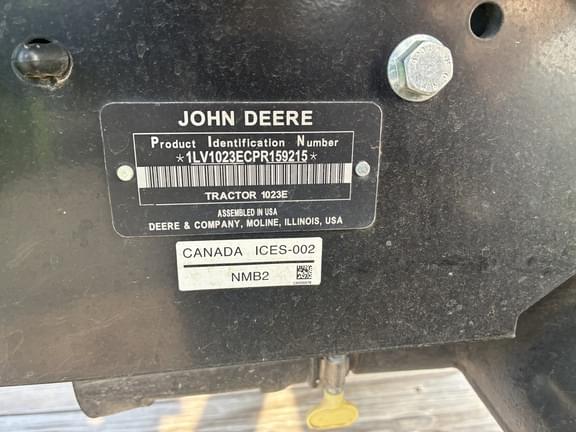 JOHN DEERE
Product Identification Number
*1LV1023ECPR159215*
TRACTOR 1023E
ASSEMBLED IN USA
DEERE & COMPANY, MOLINE, ILLINOIS, USA
CANADA ICES-002
NMB2